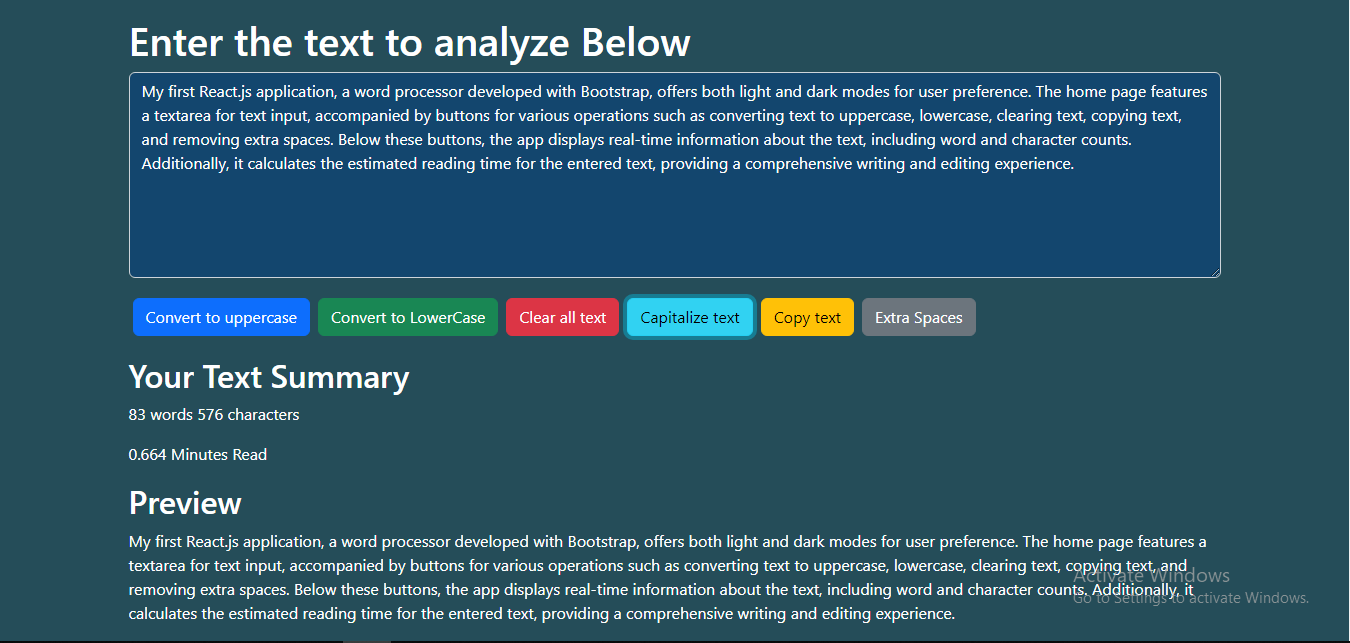 Enter the text to analyze Below
My first React.js application, a word processor developed with Bootstrap, offers both light and dark modes for user preference. The home page features
a textarea for text input, accompanied by buttons for various operations such as converting text to uppercase, lowercase, clearing text, copying text,
and removing extra spaces. Below these buttons, the app displays real-time information about the text, including word and character counts.
Additionally, it calculates the estimated reading time for the entered text, providing a comprehensive writing and editing experience.
Convert to uppercase Convert to LowerCase Clear all text Capitalize text Copy text Extra Spaces
Your Text Summary
83 words 576 characters
0.664 Minutes Read
Preview
My first React.js application, a word processor developed with Bootstrap, offers both light and dark modes for user preference. The home page features a
textarea for text input, accompanied by buttons for various operations such as converting text to uppercase, lowercase, clearing text, copying text, and
removing extra spaces. Below these buttons, the app displays real-time information about the text, including word and character counts. Additionally, it
calculates the estimated reading time for the entered text, providing a comprehensive writing and editing experience.
Activate Windows
Go to Settings to activate Windows.